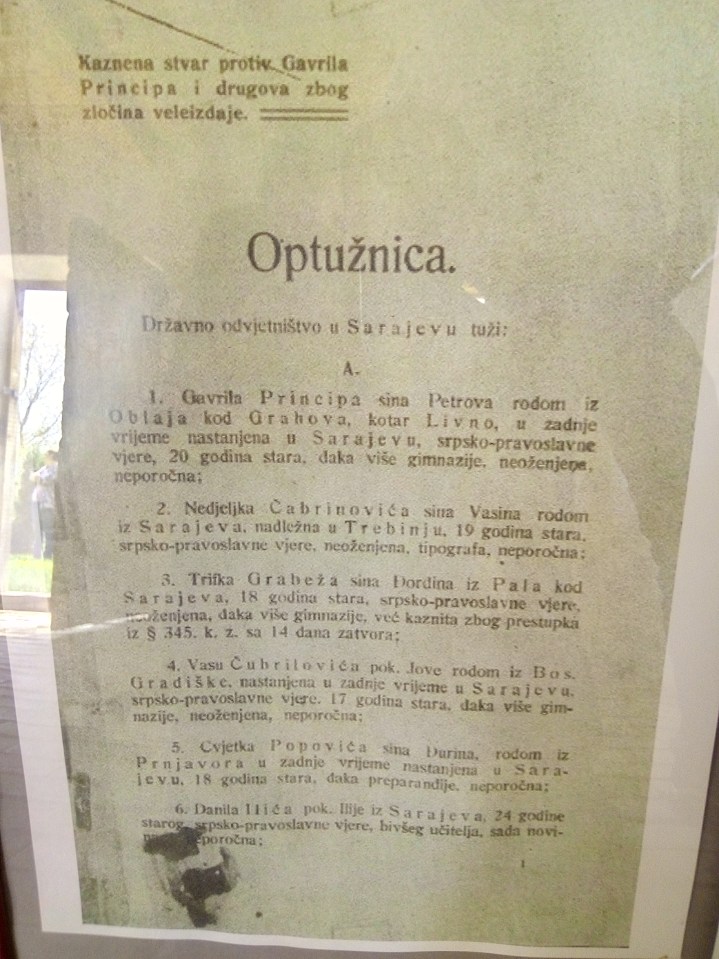 Kaznena stvar protiv Gavrila
Principa i drugova zbog
zločina veleizdaje.
Optužnica.
Državno odvjetništvo u Sarajevu tuži:
A.
1. Gavrila Principa sina Petrova rodom iz
Obljaja kod Grahova, kotar Livno, u zadnje
vrijeme nastanjena u Sarajevu, srpsko-pravoslavne
vjere, 20 godina stara, đaka više gimnazije, neoženjena,
neporočna;
2. Nedjeljka Čabrinovića sina Vasina rodom
iz Sarajeva, nadležna u Trebinju, 19 godina stara,
srpsko-pravoslavne vjere, neoženjena, tipografa, neporočna;
3. Trifka Grabeža sina Đorđina iz Pala kod
Sarajeva, 18 godina stara, srpsko-pravoslavne vjere,
neoženjena, đaka više gimnazije, već kaznita zbog prestupka
iz § 345. k. z. sa 14 dana zatvora;
4. Vasu Čubrilovića pok. Jove rodom iz Bos.
Gradiške, nastanjena u zadnje vrijeme u Sarajevu,
srpsko-pravoslavne vjere, 17 godina stara, đaka više gim-
nazije, neoženjena, neporočna;
5. Cvjetka Popovića sina Đurina, rodom iz
Prnjavora u zadnje vrijeme nastanjena u Sara-
jevu, 18 godina stara, đaka preparandije, neporočna;
6. Danila Ilića pok. Ilije iz Sarajeva, 24 godine
starog, srpsko-pravoslavne vjere, bivšeg učitelja, sada novi-
neporočna;
1